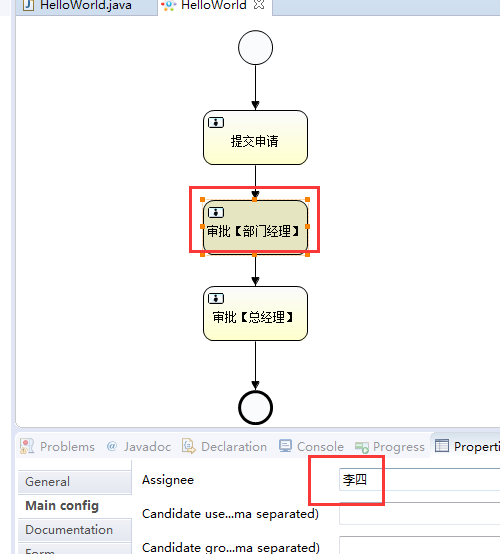 HelloWorld.java
HelloWorld
提交申请
审批【部门经理】
审批【总经理】
Problems
Javadoc
Declaration
Console
Progress
Properti
General
Main config
Documentation
Form
Assignee
李四
Candidate use...ma separated)
Candidate gro...ma separated)